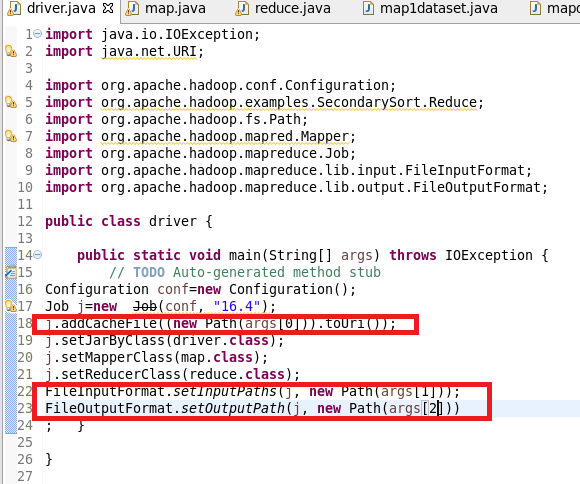 driver.java map.java reduce.java map1dataset.java
1 import java.io.IOException;
2 import java.net.URI;
3
4 import org.apache.hadoop.conf.Configuration;
5 import org.apache.hadoop.examples.SecondarySort.Reduce;
6 import org.apache.hadoop.fs.Path;
7 import org.apache.hadoop.mapred.Mapper;
8 import org.apache.hadoop.mapreduce.Job;
9 import org.apache.hadoop.mapreduce.lib.input.FileInputFormat;
10 import org.apache.hadoop.mapreduce.lib.output.FileOutputFormat;
11
12 public class driver {
13
14 public static void main(String[] args) throws IOException {
15 // TODO Auto-generated method stub
16 Configuration conf=new Configuration();
17 Job j=new Job(conf, "16.4");
18 j.addCacheFile((new Path(args[0])).toUri());
19 j.setJarByClass(driver.class);
20 j.setMapperClass(map.class);
21 j.setReducerClass(reduce.class);
22 FileInputFormat.setInputPaths(j, new Path(args[1]));
23 FileOutputFormat.setOutputPath(j, new Path(args[2]))
24 ; }
25
26 }
27